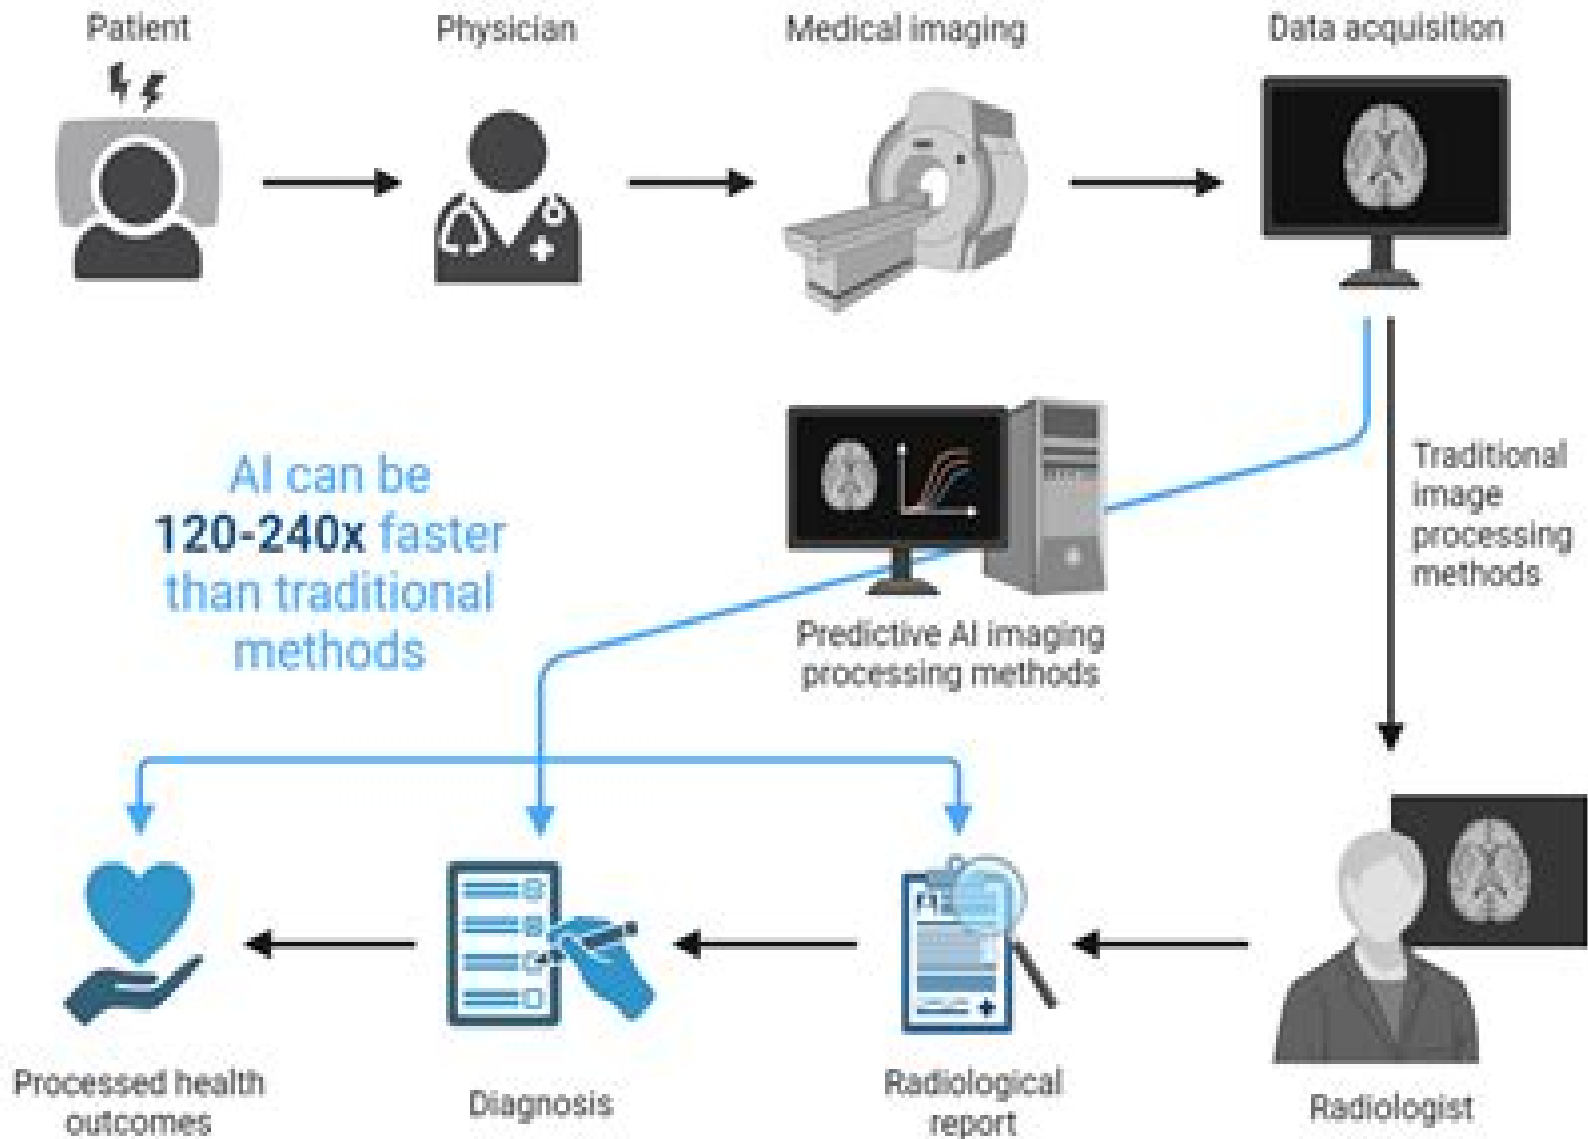 Patient
Physician
Medical imaging
Data acquisition
AI can be
120-240x faster
than traditional
methods
Predictive AI imaging
processing methods
Traditional
image
processing
methods
Processed health
outcomes
Diagnosis
Radiological
report
Radiologist